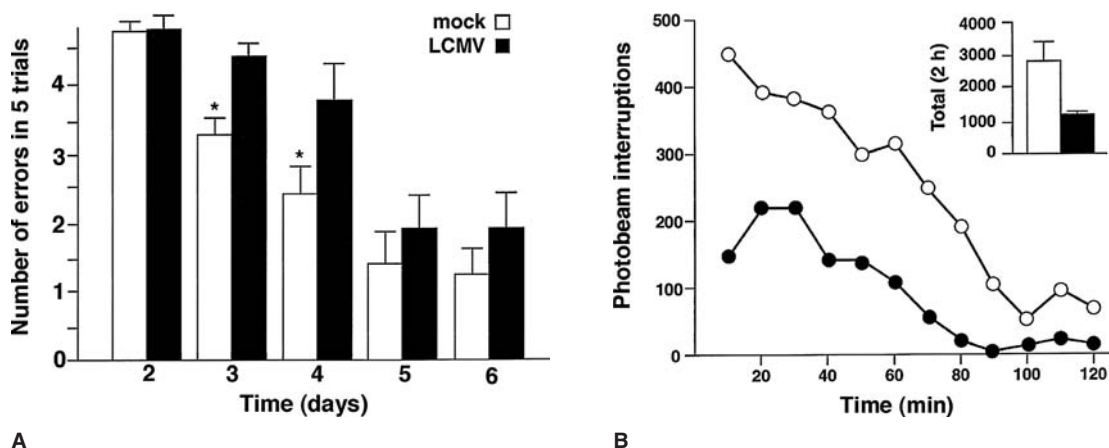 mock
LCMV
Number of errors in 5 trials
4
3
2
1
0
*
*
2 3 4 5 6
Time (days)
A
Photobeam interruptions
500
400
300
200
100
0
20 40 60 80 100 120
Time (min)
Total (2 h)
4000
3000
2000
1000
0
B